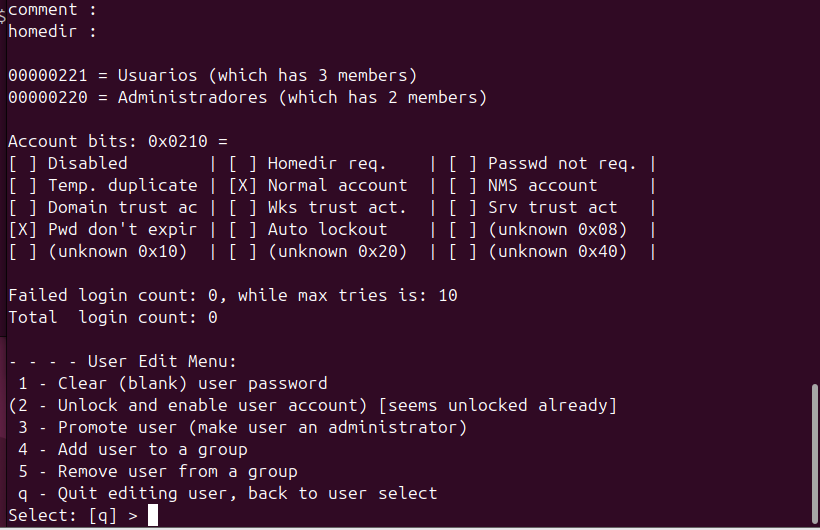 comment :
homedir :
00000221 = Usuarios (which has 3 members)
00000220 = Administradores (which has 2 members)
Account bits: 0x0210 =
[ ] Disabled        | [ ] Homedir req.    | [ ] Passwd not req. |
[ ] Temp. duplicate | [X] Normal account  | [ ] NMS account     |
[ ] Domain trust ac | [ ] Wks trust act.  | [ ] Srv trust act   |
[X] Pwd don't expir | [ ] Auto lockout    | [ ] (unknown 0x08)  |
[ ] (unknown 0x10)  | [ ] (unknown 0x20)  | [ ] (unknown 0x40)  |
Failed login count: 0, while max tries is: 10
Total  login count: 0
- - - - User Edit Menu:
 1 - Clear (blank) user password
(2 - Unlock and enable user account) [seems unlocked already]
 3 - Promote user (make user an administrator)
 4 - Add user to a group
 5 - Remove user from a group
 q - Quit editing user, back to user select
Select: [q] >